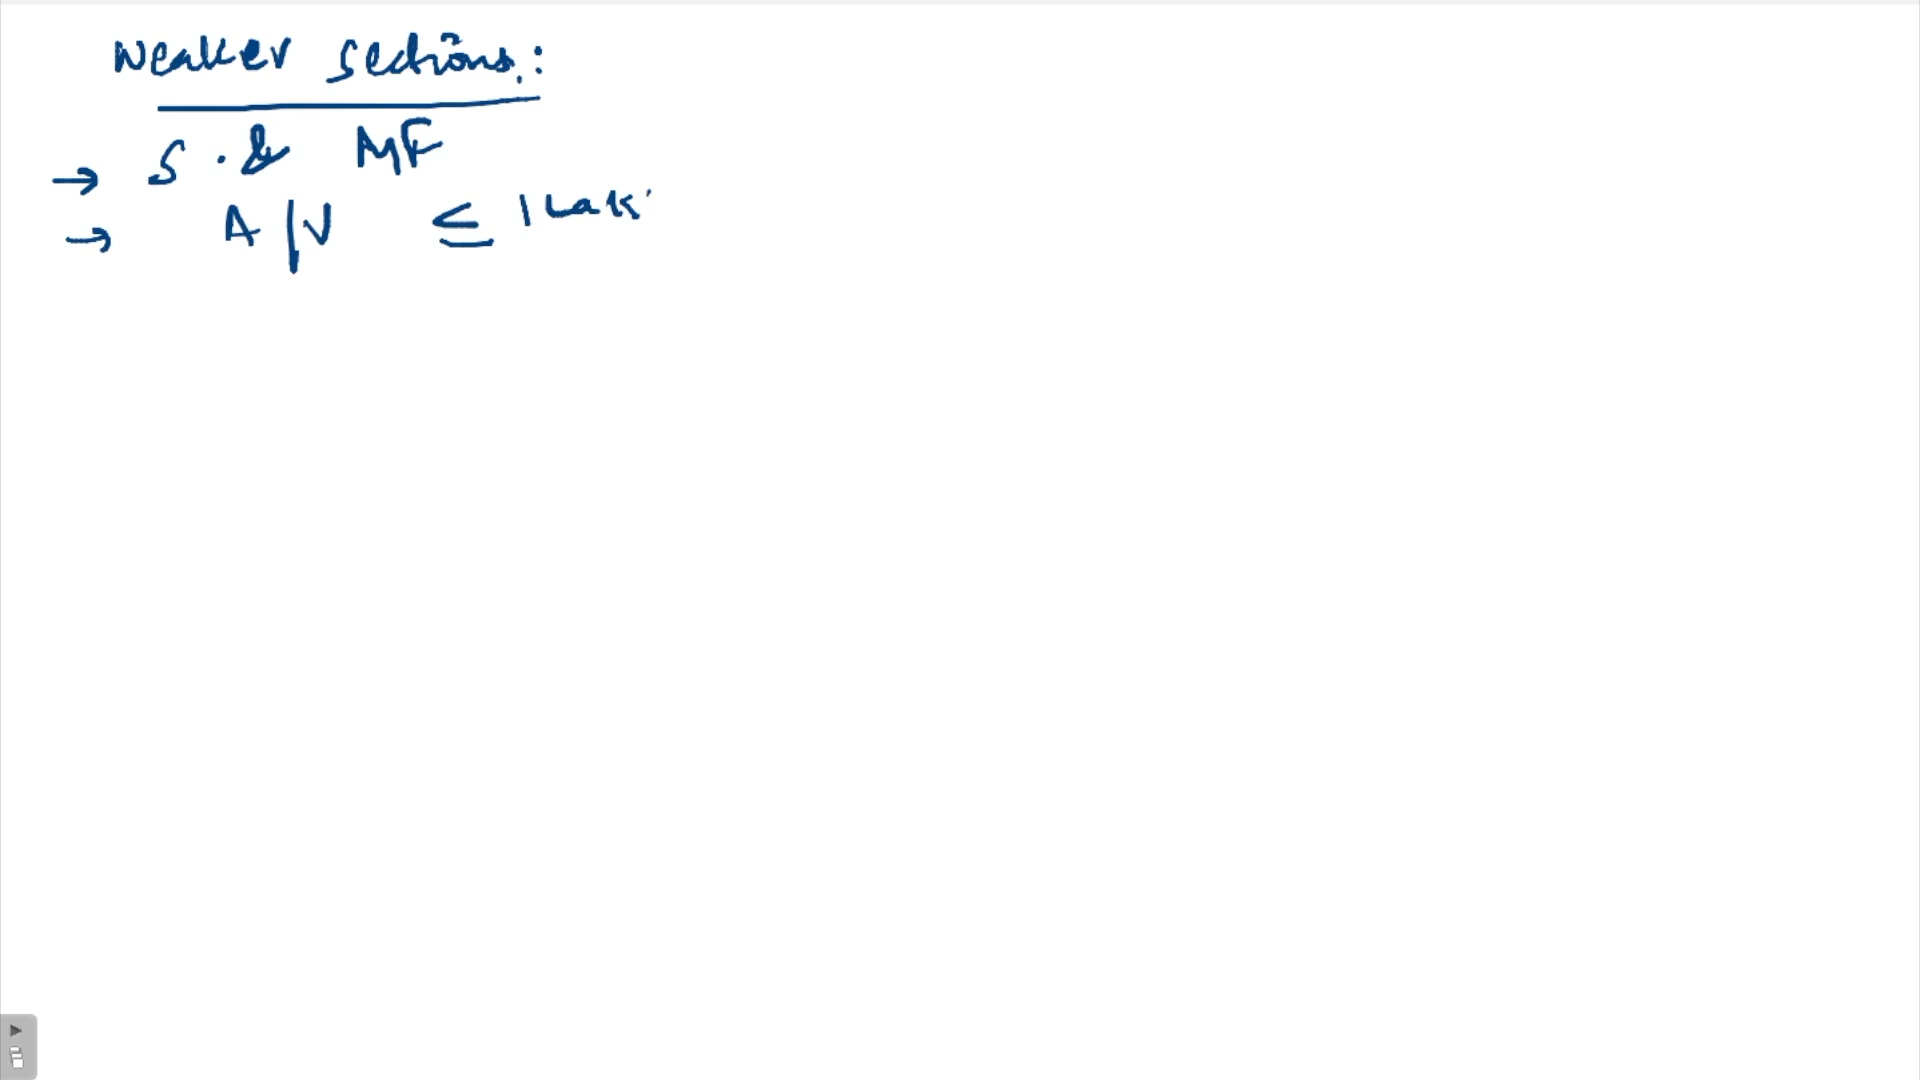 Weaker sections:
→ S. & MF
→ A/V ≤ 1 Lakh